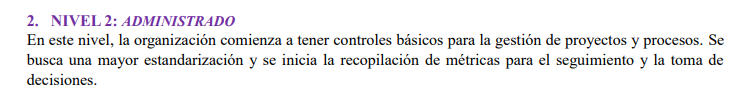 2. NIVEL 2: ADMINISTRADO
En este nivel, la organización comienza a tener controles básicos para la gestión de proyectos y procesos. Se
busca una mayor estandarización y se inicia la recopilación de métricas para el seguimiento y la toma de
decisiones.